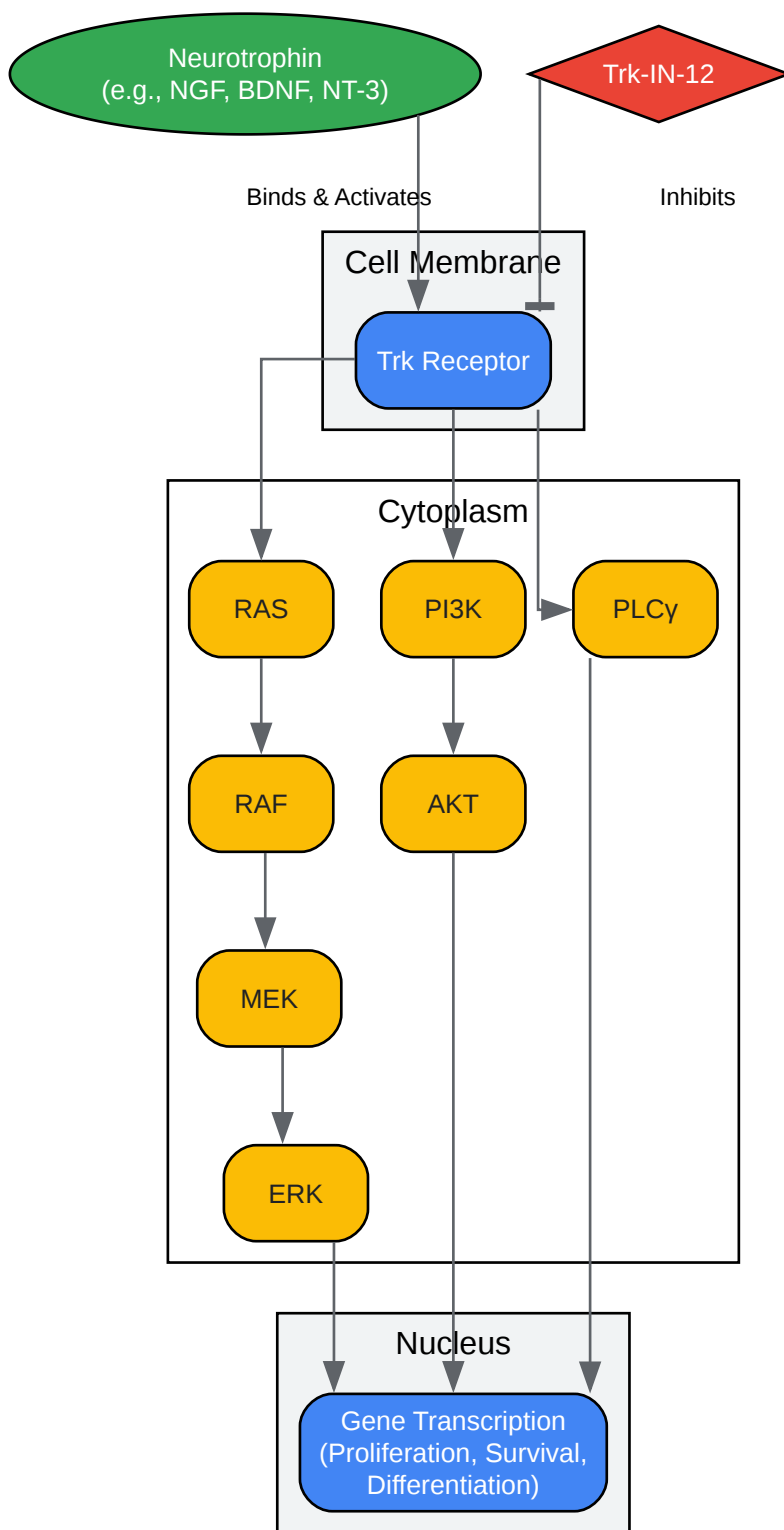 Neurotrophin
(e.g., NGF, BDNF, NT-3)
Trk-IN-12
Binds & Activates
Inhibits
Cell Membrane
Trk Receptor
Cytoplasm
RAS
PI3K
PLCγ
RAF
AKT
MEK
ERK
Nucleus
Gene Transcription
(Proliferation, Survival,
Differentiation)